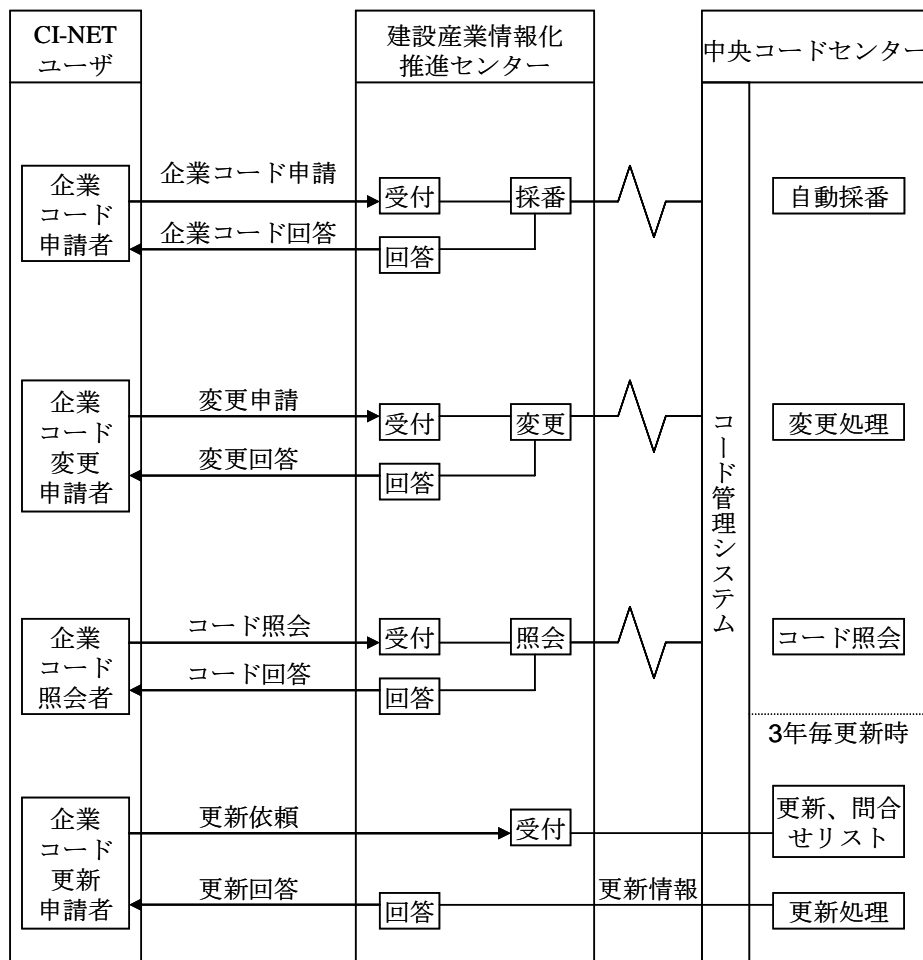 CI-NET
ユーザ
建設産業情報化
推進センター
中央コードセンター
企業
コード
申請者
企業コード申請
企業コード回答
受付
採番
回答
自動採番
企業
コード
変更
申請者
変更申請
変更回答
受付
変更
回答
変更処理
コード管理システム
企業
コード
照会者
コード照会
コード回答
受付
照会
回答
コード照会
3年毎更新時
企業
コード
更新
申請者
更新依頼
受付
更新、問合
せリスト
更新回答
回答
更新情報
更新処理